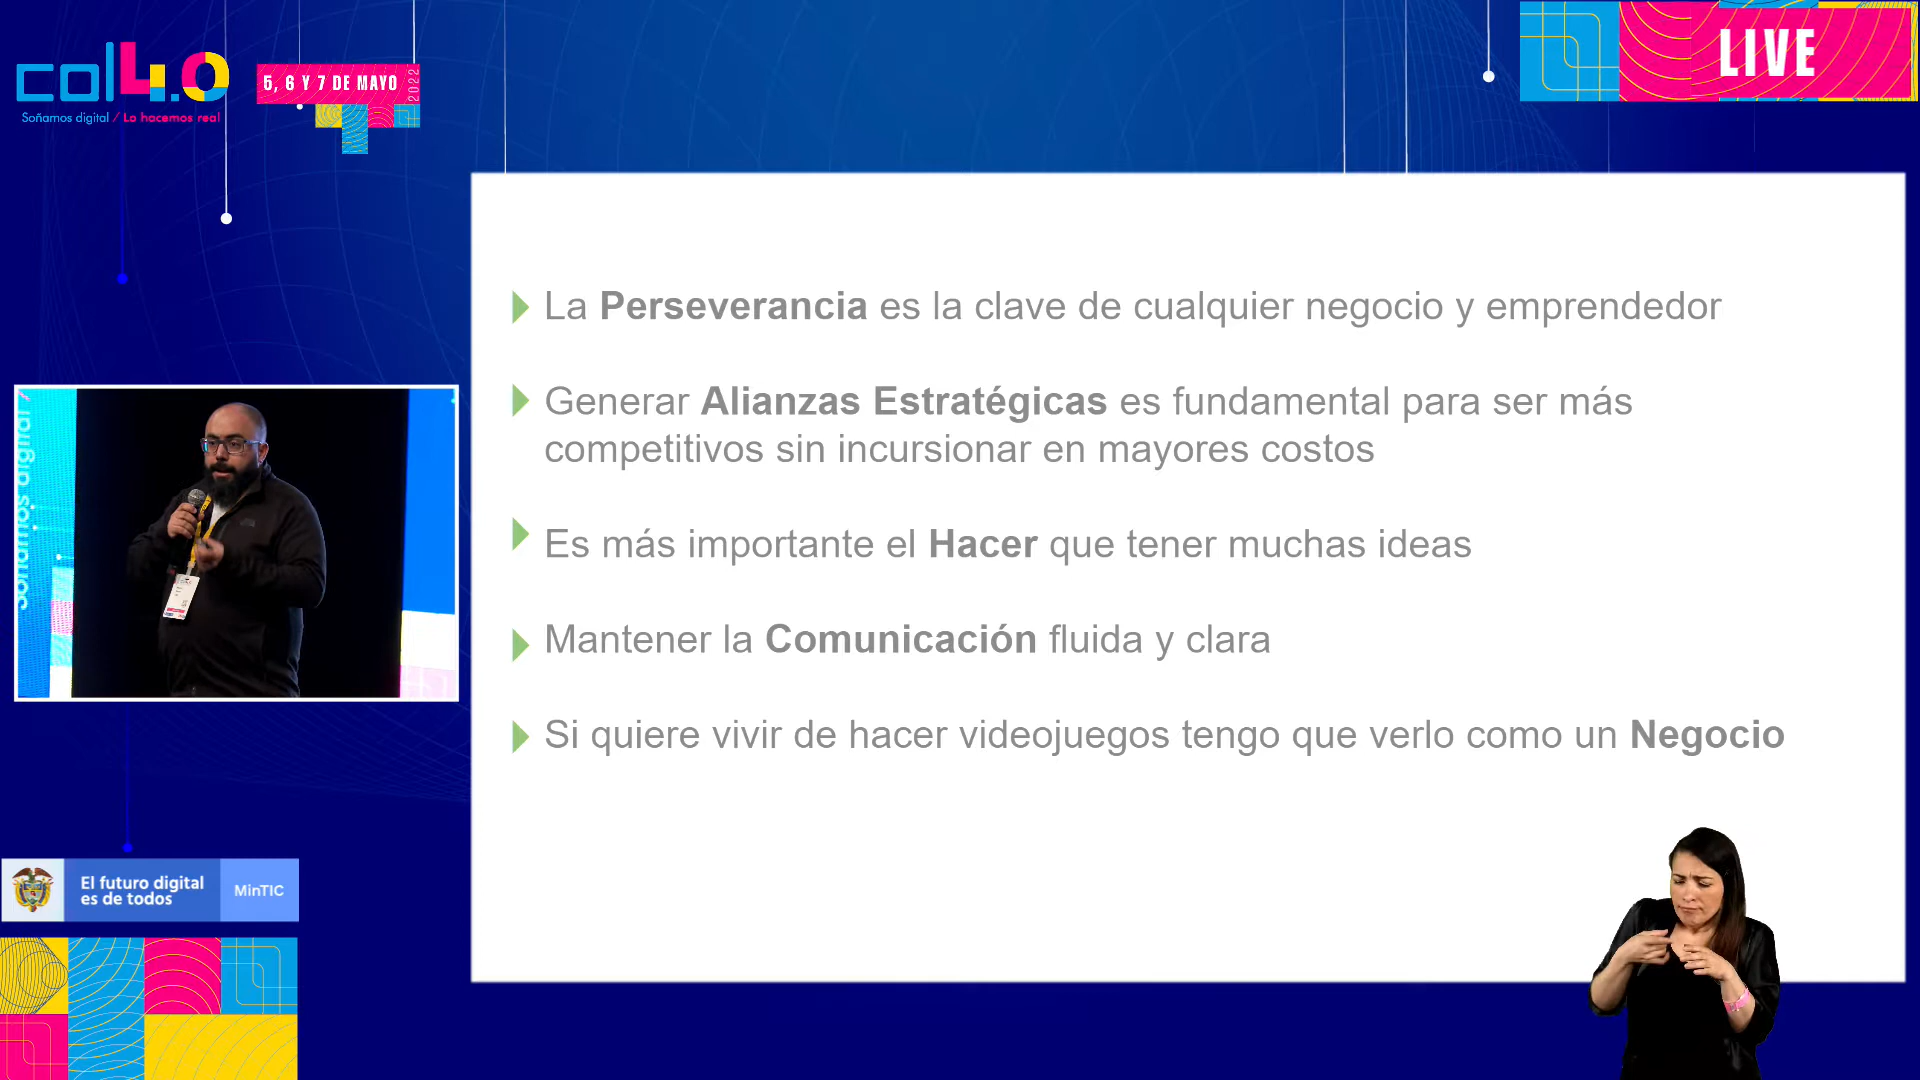 col4.0
Soñamos digital / Lo hacemos real
5, 6 Y 7 DE MAYO
2022
LIVE
La Perseverancia es la clave de cualquier negocio y emprendedor
Generar Alianzas Estratégicas es fundamental para ser más
competitivos sin incursionar en mayores costos
Es más importante el Hacer que tener muchas ideas
Mantener la Comunicación fluida y clara
Si quiere vivir de hacer videojuegos tengo que verlo como un Negocio
Soñamos digital /
El futuro digital
es de todos
MinTIC